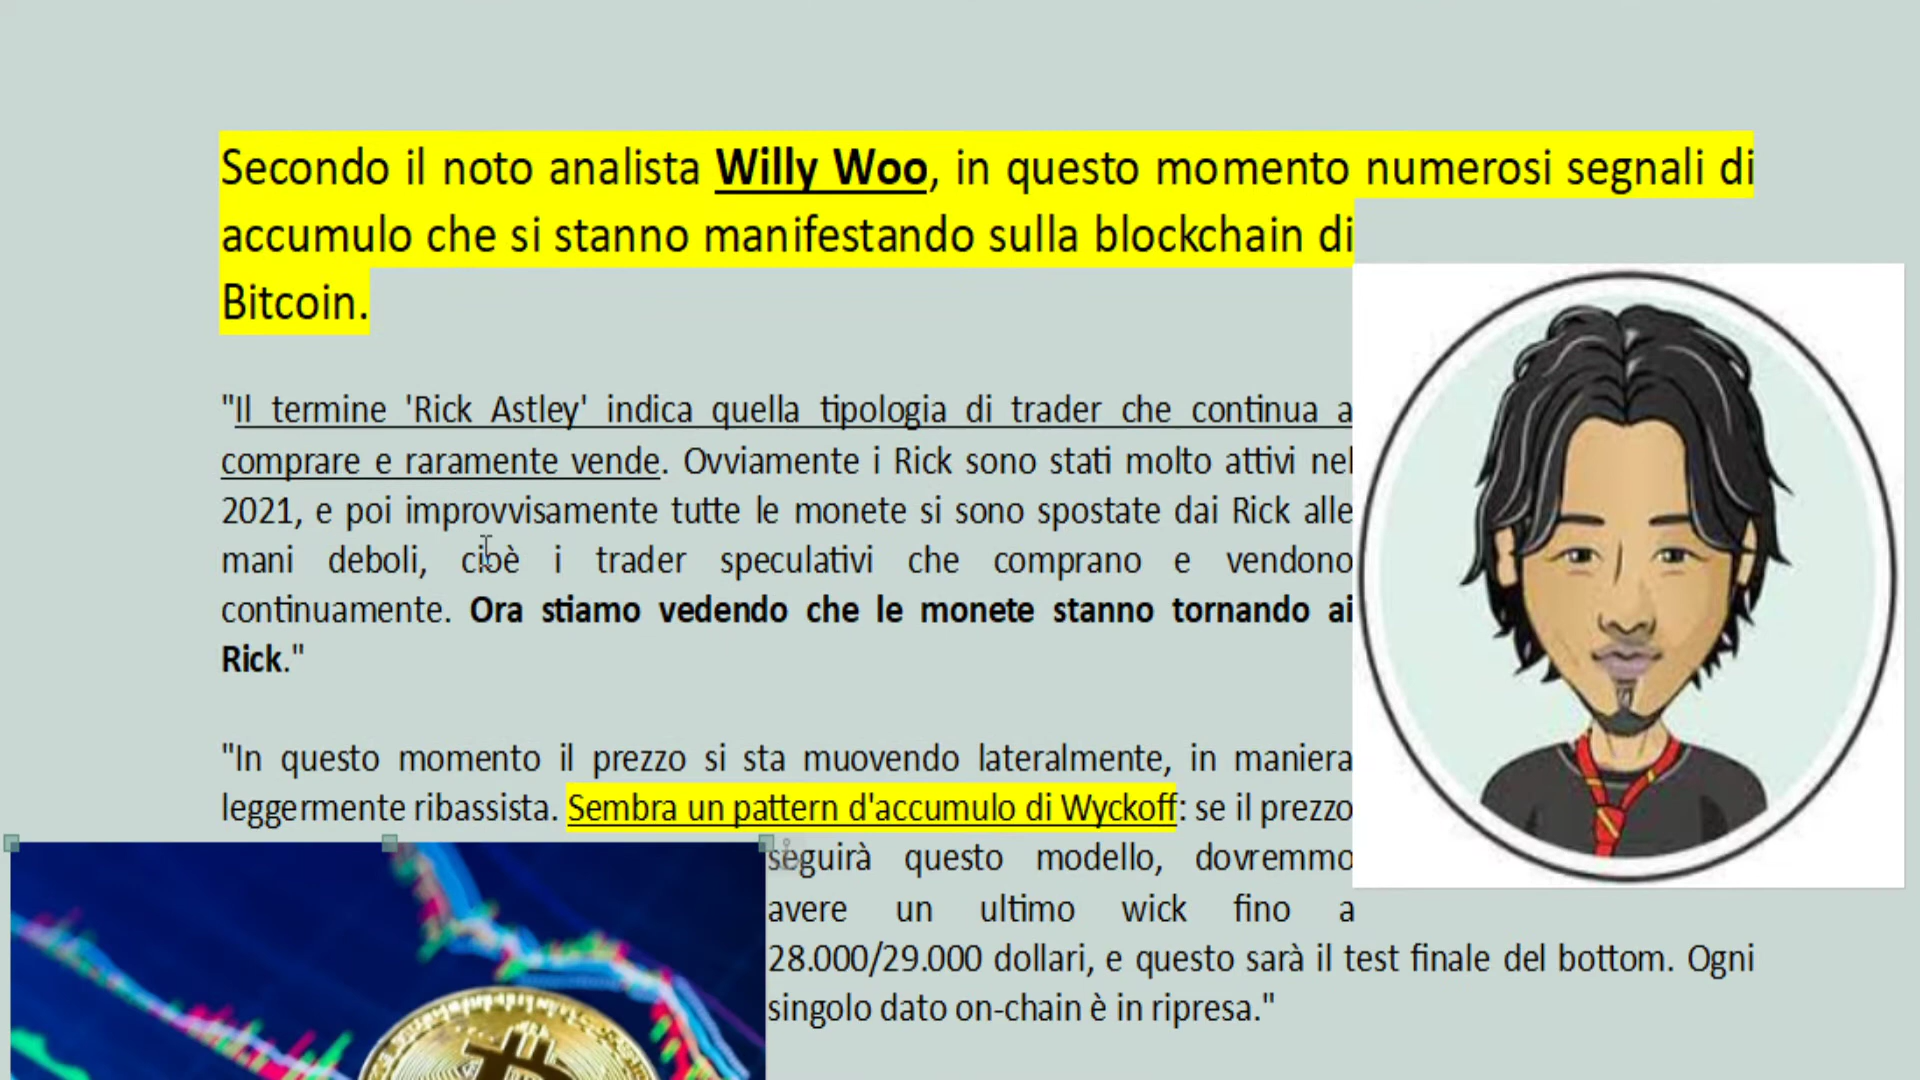 Secondo il noto analista Willy Woo, in questo momento numerosi segnali di
accumulo che si stanno manifestando sulla blockchain di
Bitcoin.
"Il termine 'Rick Astley' indica quella tipologia di trader che continua a
comprare e raramente vende. Ovviamente i Rick sono stati molto attivi nel
2021, e poi improvvisamente tutte le monete si sono spostate dai Rick alle
mani deboli, cioè i trader speculativi che comprano e vendono
continuamente. Ora stiamo vedendo che le monete stanno tornando ai
Rick."
"In questo momento il prezzo si sta muovendo lateralmente, in maniera
leggermente ribassista. Sembra un pattern d'accumulo di Wyckoff: se il prezzo
seguirà questo modello, dovremmo
avere un ultimo wick fino a
28.000/29.000 dollari, e questo sarà il test finale del bottom. Ogni
singolo dato on-chain è in ripresa."